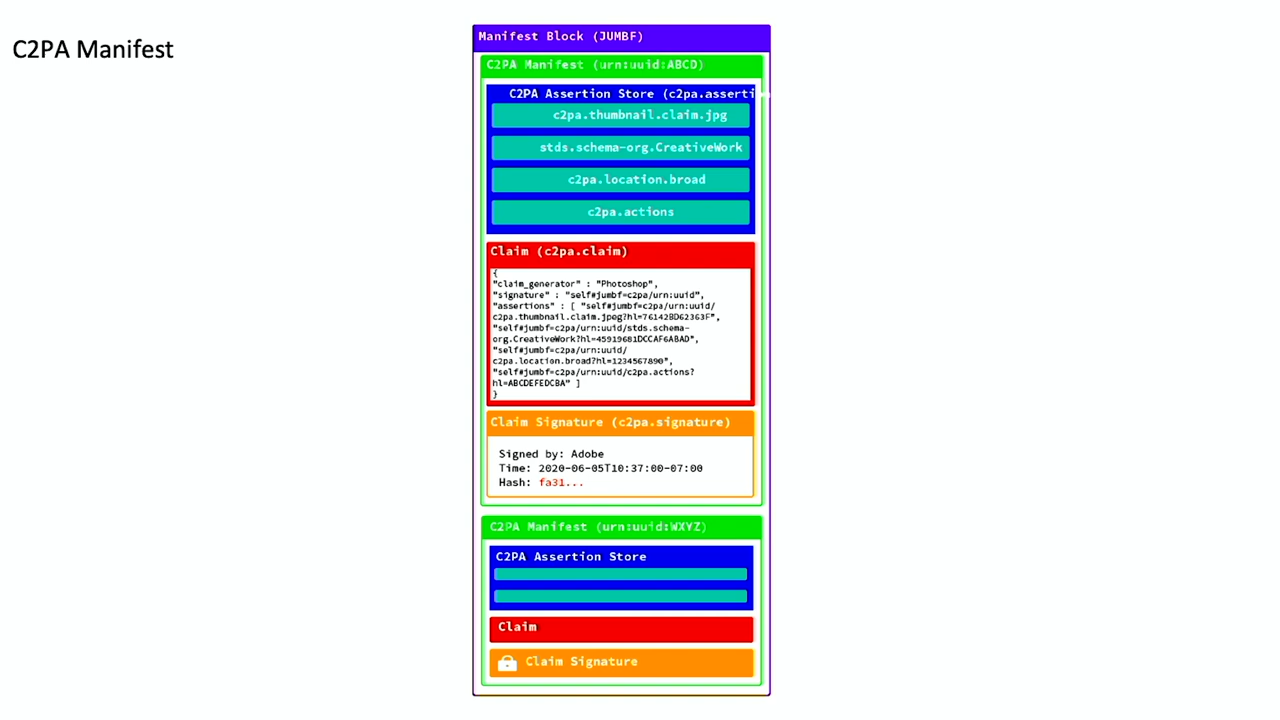 C2PA Manifest
Manifest Block (JUMBF)
C2PA Manifest (urn:uuid:ABCD)
C2PA Assertion Store (c2pa.asserti
c2pa.thumbnail.claim.jpg
stds.schema-org.CreativeWork
c2pa.location.broad
c2pa.actions
Claim (c2pa.claim)
{
"claim_generator" : "Photoshop",
"signature" : "self#jumbf=c2pa/urn:uuid",
"assertions" : [ "self#jumbf=c2pa/urn:uuid/
c2pa.thumbnail.claim.jpeg?hl=76142BD62363F",
"self#jumbf=c2pa/urn:uuid/stds.schema-
org.CreativeWork?hl=45919681DCCAF6ABAD",
"self#jumbf=c2pa/urn:uuid/
c2pa.location.broad?hl=1234567890",
"self#jumbf=c2pa/urn:uuid/c2pa.actions?
hl=ABCDEFEDCBA" ]
}
Claim Signature (c2pa.signature)
Signed by: Adobe
Time: 2020-06-05T10:37:00-07:00
Hash: fa31...
C2PA Manifest (urn:uuid:WXYZ)
C2PA Assertion Store
Claim
Claim Signature